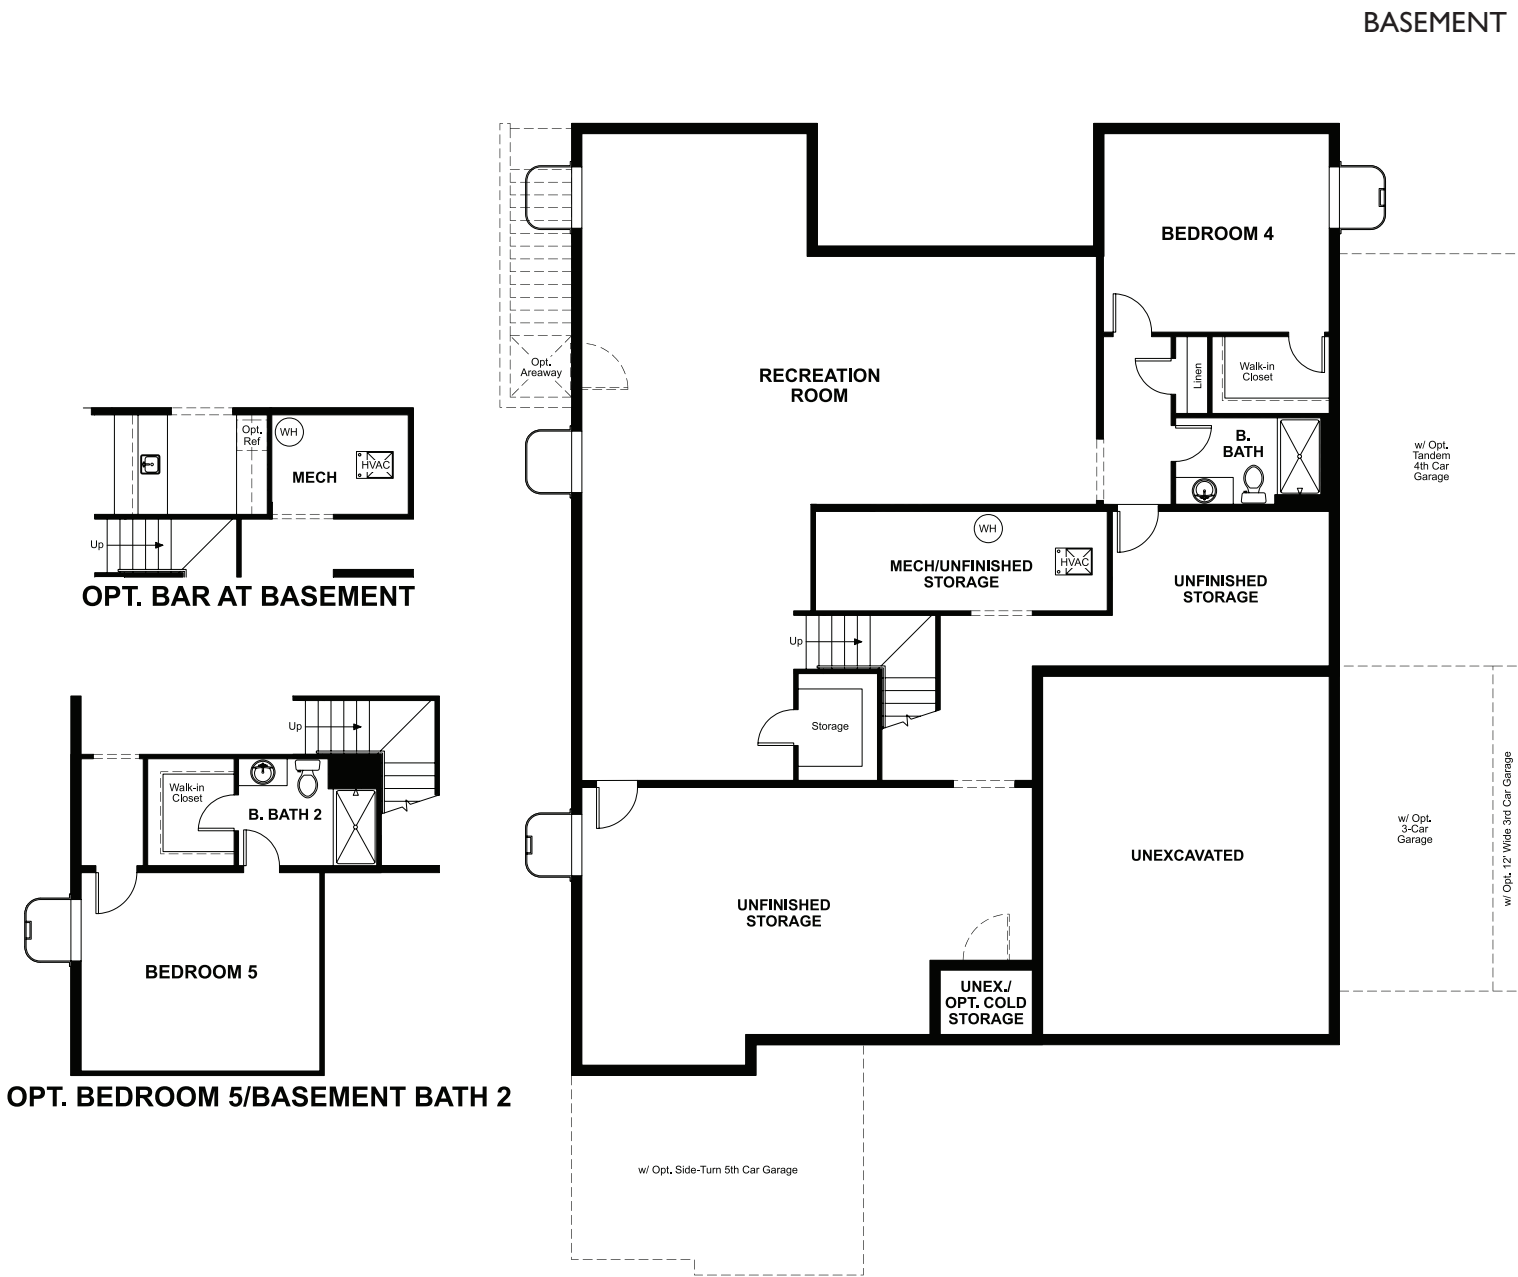 BASEMENT
BEDROOM 4
Opt.
Areaway
RECREATION
ROOM
Linen
Walk-in
Closet
B.
BATH
w/ Opt.
Tandem
4th Car
Garage
WH
MECH/UNFINISHED
STORAGE
HVAC
UNFINISHED
STORAGE
Up
Storage
UNFINISHED
STORAGE
UNEXCAVATED
UNEX./
OPT. COLD
STORAGE
w/ Opt.
3-Car
Garage
w/ Opt. 12' Wide 3rd Car Garage
w/ Opt. Side-Turn 5th Car Garage
Opt.
Ref
WH
HVAC
MECH
Up
OPT. BAR AT BASEMENT
Up
Walk-in
Closet
B. BATH 2
BEDROOM 5
OPT. BEDROOM 5/BASEMENT BATH 2